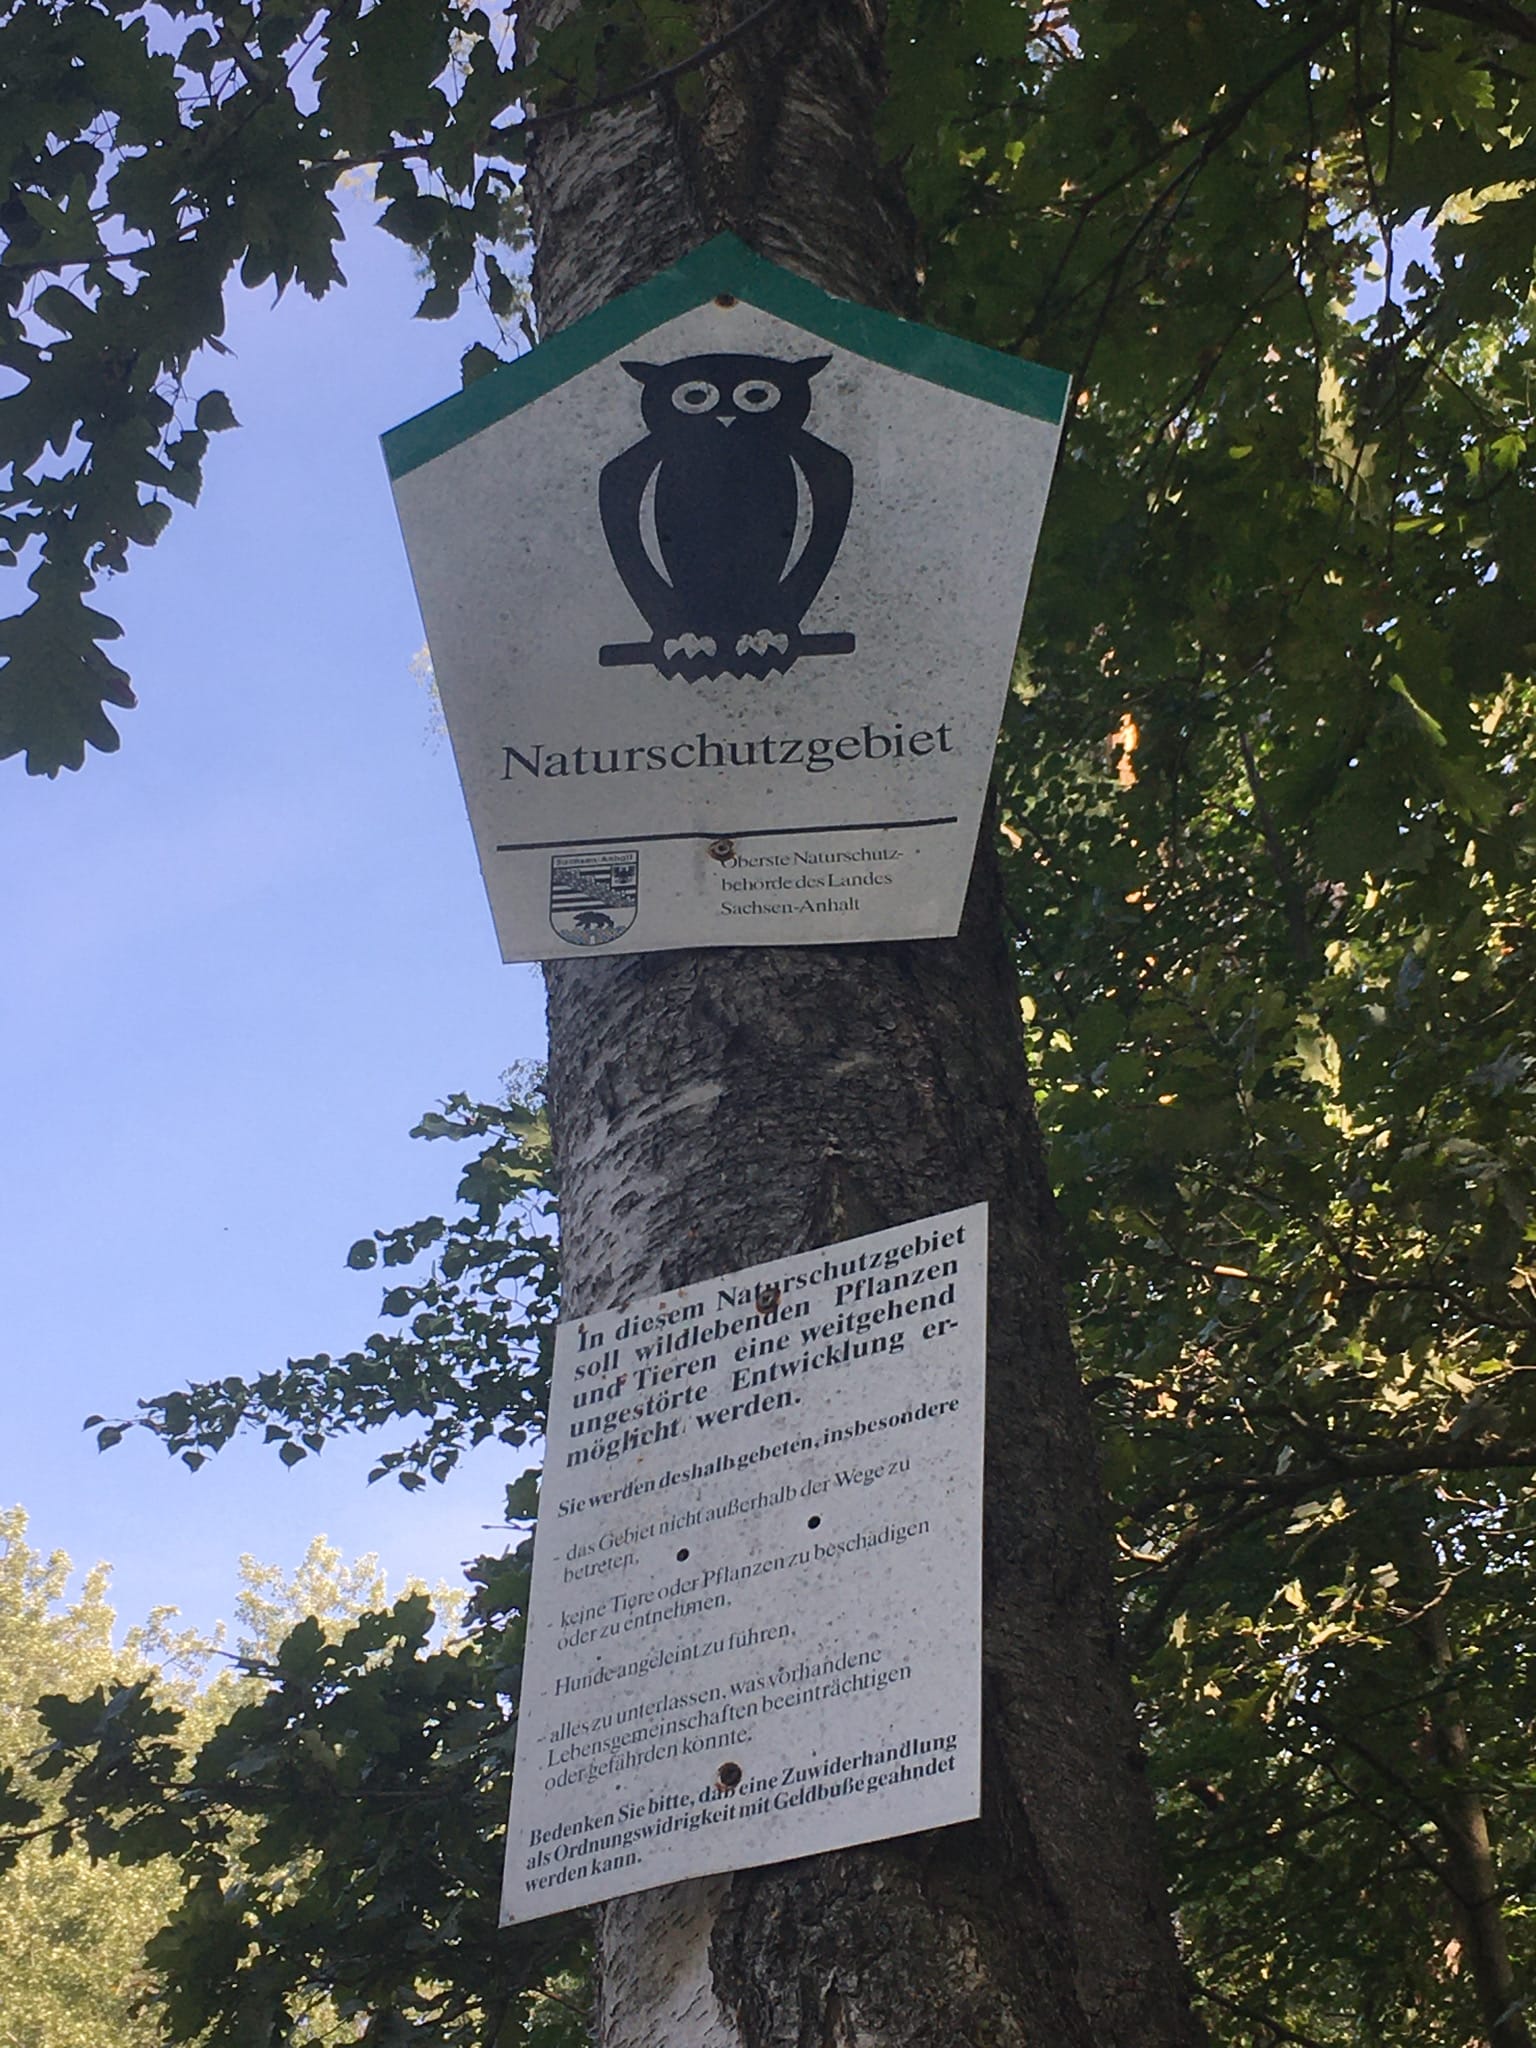 Naturschutzgebiet
Sachsen-Anhalt
Oberste Naturschutz-
behörde des Landes
Sachsen-Anhalt
In diesem Naturschutzgebiet
soll wildlebenden Pflanzen
und Tieren eine weitgehend
ungestörte Entwicklung er-
möglicht werden.
Sie werden deshalb gebeten, insbesondere
- das Gebiet nicht außerhalb der Wege zu
betreten,
- keine Tiere oder Pflanzen zu beschädigen
oder zu entnehmen,
- Hunde angeleint zu führen,
- alles zu unterlassen, was vorhandene
Lebensgemeinschaften beeinträchtigen
oder gefährden könnte.
Bedenken Sie bitte, daß eine Zuwiderhandlung
als Ordnungswidrigkeit mit Geldbuße geahndet
werden kann.